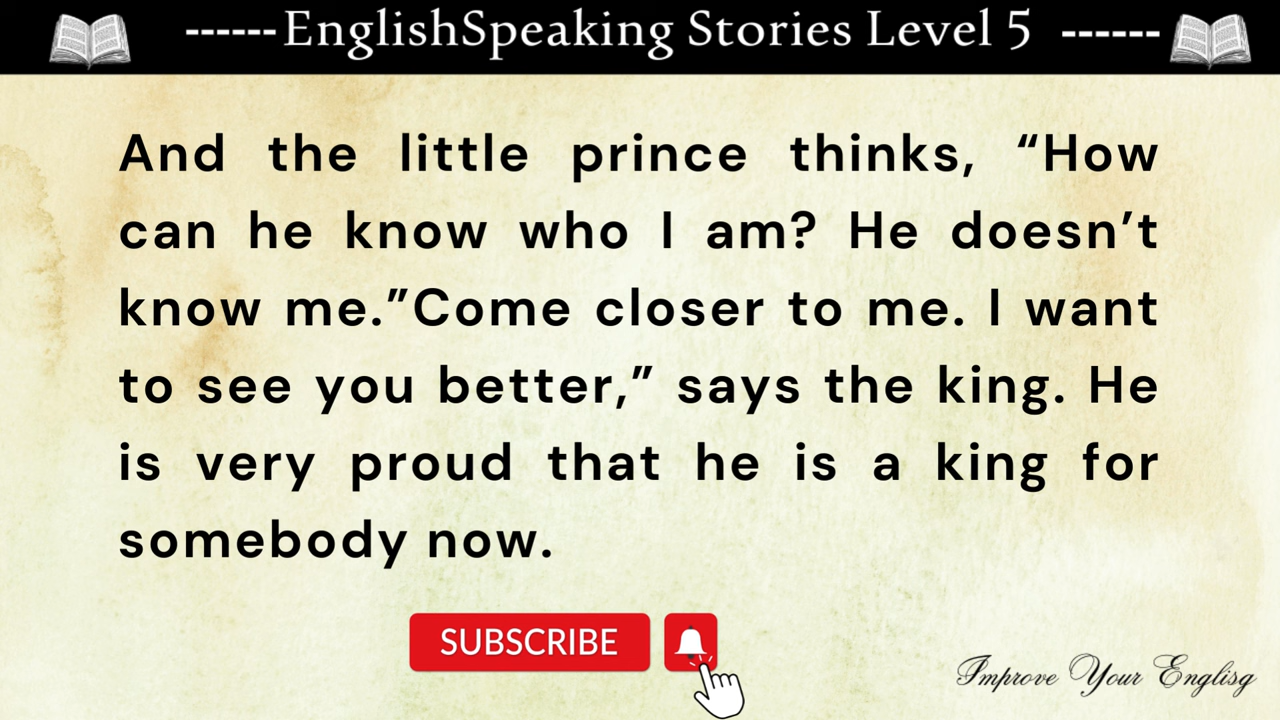 ------EnglishSpeaking Stories Level 5 ------
And the little prince thinks, “How
can he know who I am? He doesn’t
know me.”Come closer to me. I want
to see you better,” says the king. He
is very proud that he is a king for
somebody now.
SUBSCRIBE
Improve Your Englisg